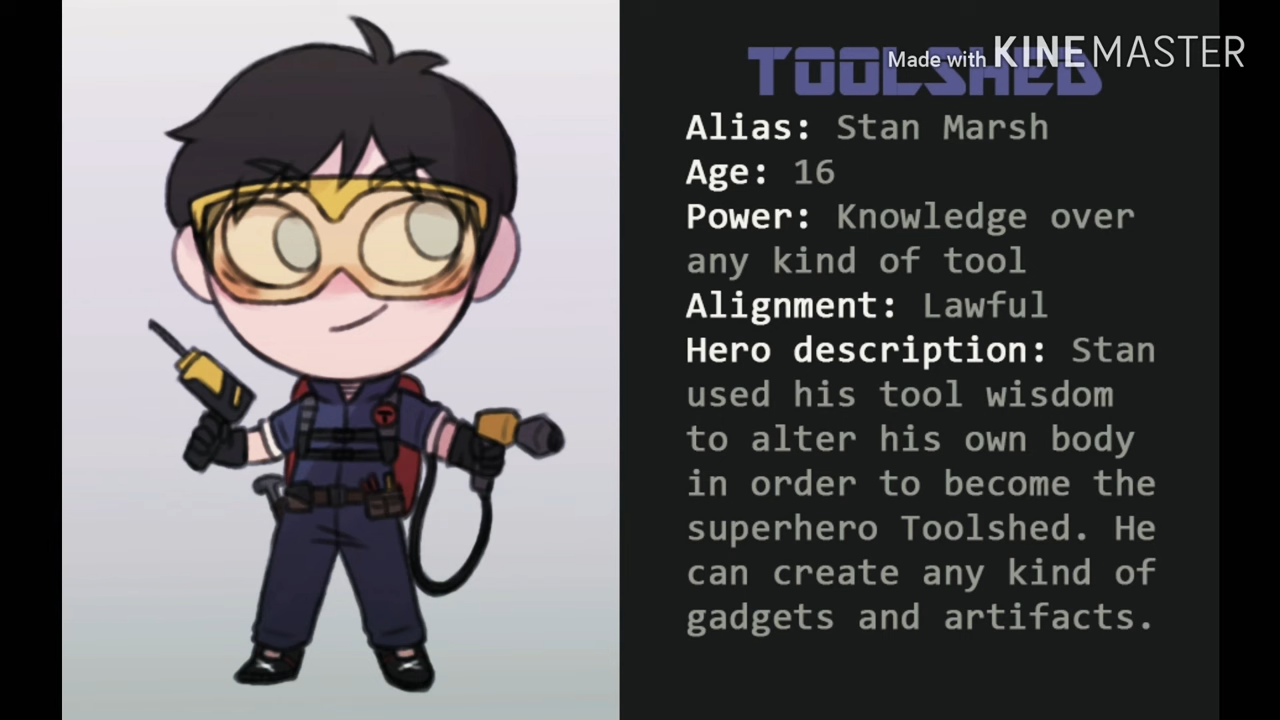 Made with KINEMASTER
TOOLSHED
Alias: Stan Marsh
Age: 16
Power: Knowledge over
any kind of tool
Alignment: Lawful
Hero description: Stan
used his tool wisdom
to alter his own body
in order to become the
superhero Toolshed. He
can create any kind of
gadgets and artifacts.
T